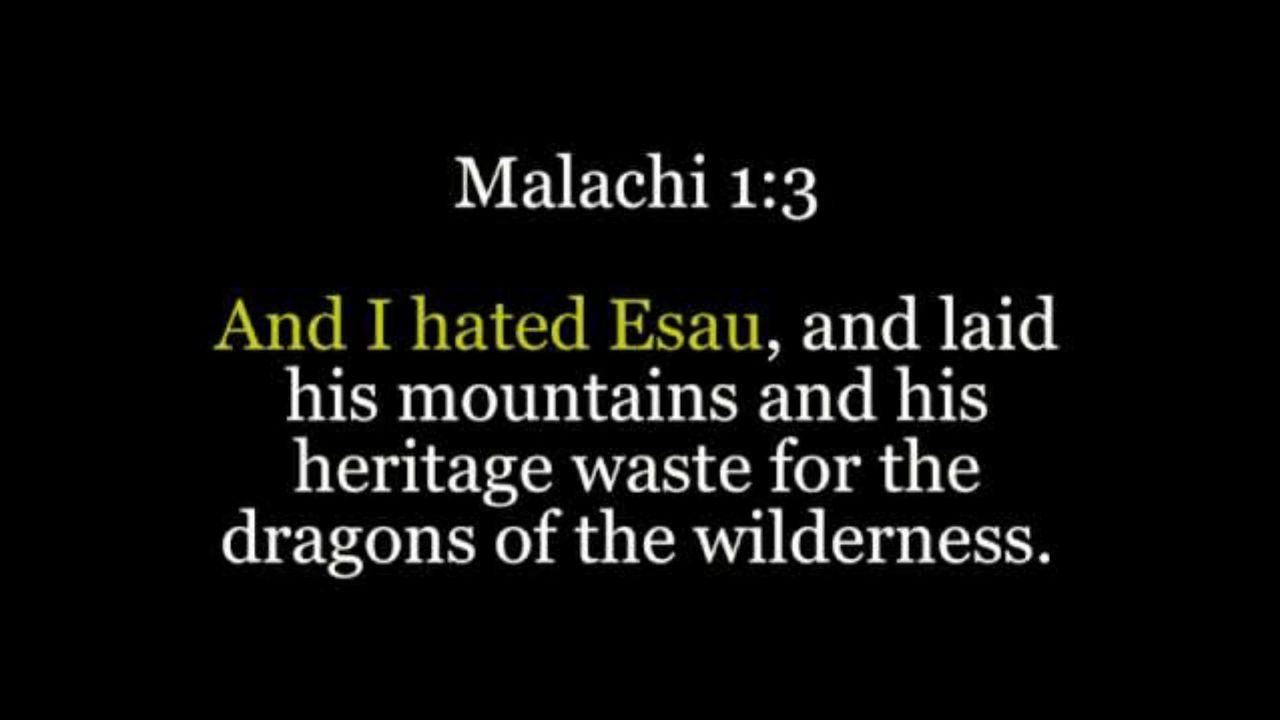 Malachi 1:3
And I hated Esau, and laid
his mountains and his
heritage waste for the
dragons of the wilderness.